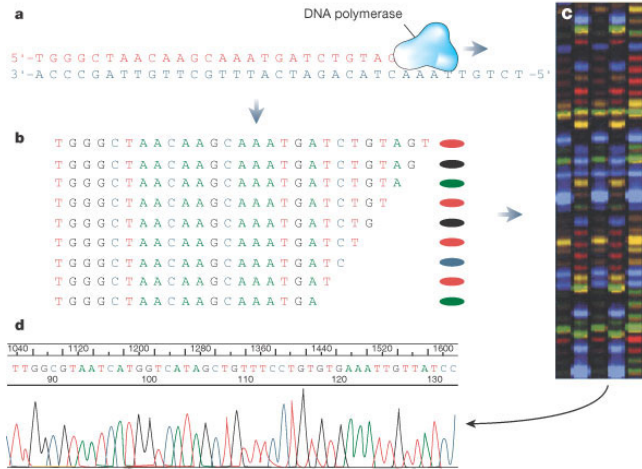 a
DNA polymerase
c
5'-TGGGCTAACAAGCAAATGATCTGTAG
3'-ACCCGATTGTTCGTTTACTAGACATCAAATTGTCT-5'
b
TGGGCTAACAAGCAAATGATCTGTAGT
TGGGCTAACAAGCAAATGATCTGTAG
TGGGCTAACAAGCAAATGATCTGTA
TGGGCTAACAAGCAAATGATCTGT
TGGGCTAACAAGCAAATGATCTG
TGGGCTAACAAGCAAATGATCT
TGGGCTAACAAGCAAATGATC
TGGGCTAACAAGCAAATGAT
TGGGCTAACAAGCAAATGA
d
1040 1120 1200 1280 1360 1440 1520 1600
TTGGCGTAATCATGGTCATAGCTGTTTCCTGTGTGAAATTGTTATCC
90 100 110 120 130